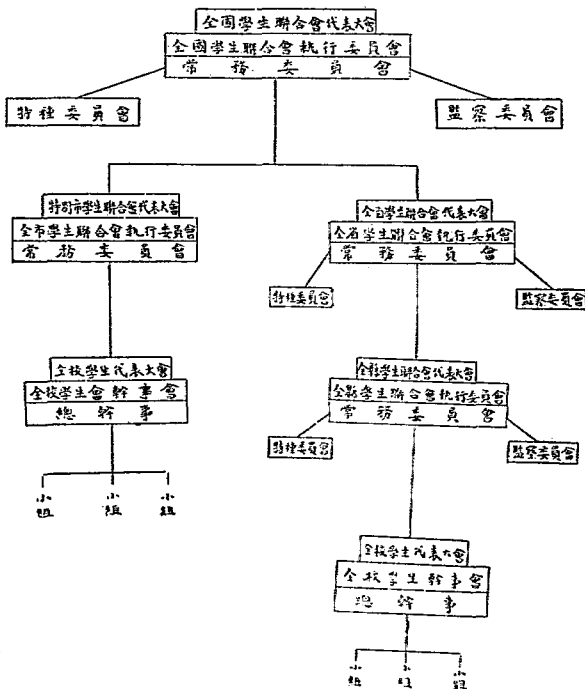 全國學生聯合會代表大會
全國學生聯合會執行委員會
常務委員會
特種委員會
監察委員會
特別市學生聯合會代表大會
全市學生聯合會執行委員會
常務委員會
全省學生聯合會代表大會
全省學生聯合會執行委員會
常務委員會
特種委員會
監察委員會
全校學生代表大會
全校學生會幹事會
總幹事
全縣學生聯合會代表大會
全縣學生聯合會執行委員會
常務委員會
特種委員會
監察委員會
小組
小組
小組
全校學生代表大會
全校學生幹事會
總幹事
小組
小組
小組